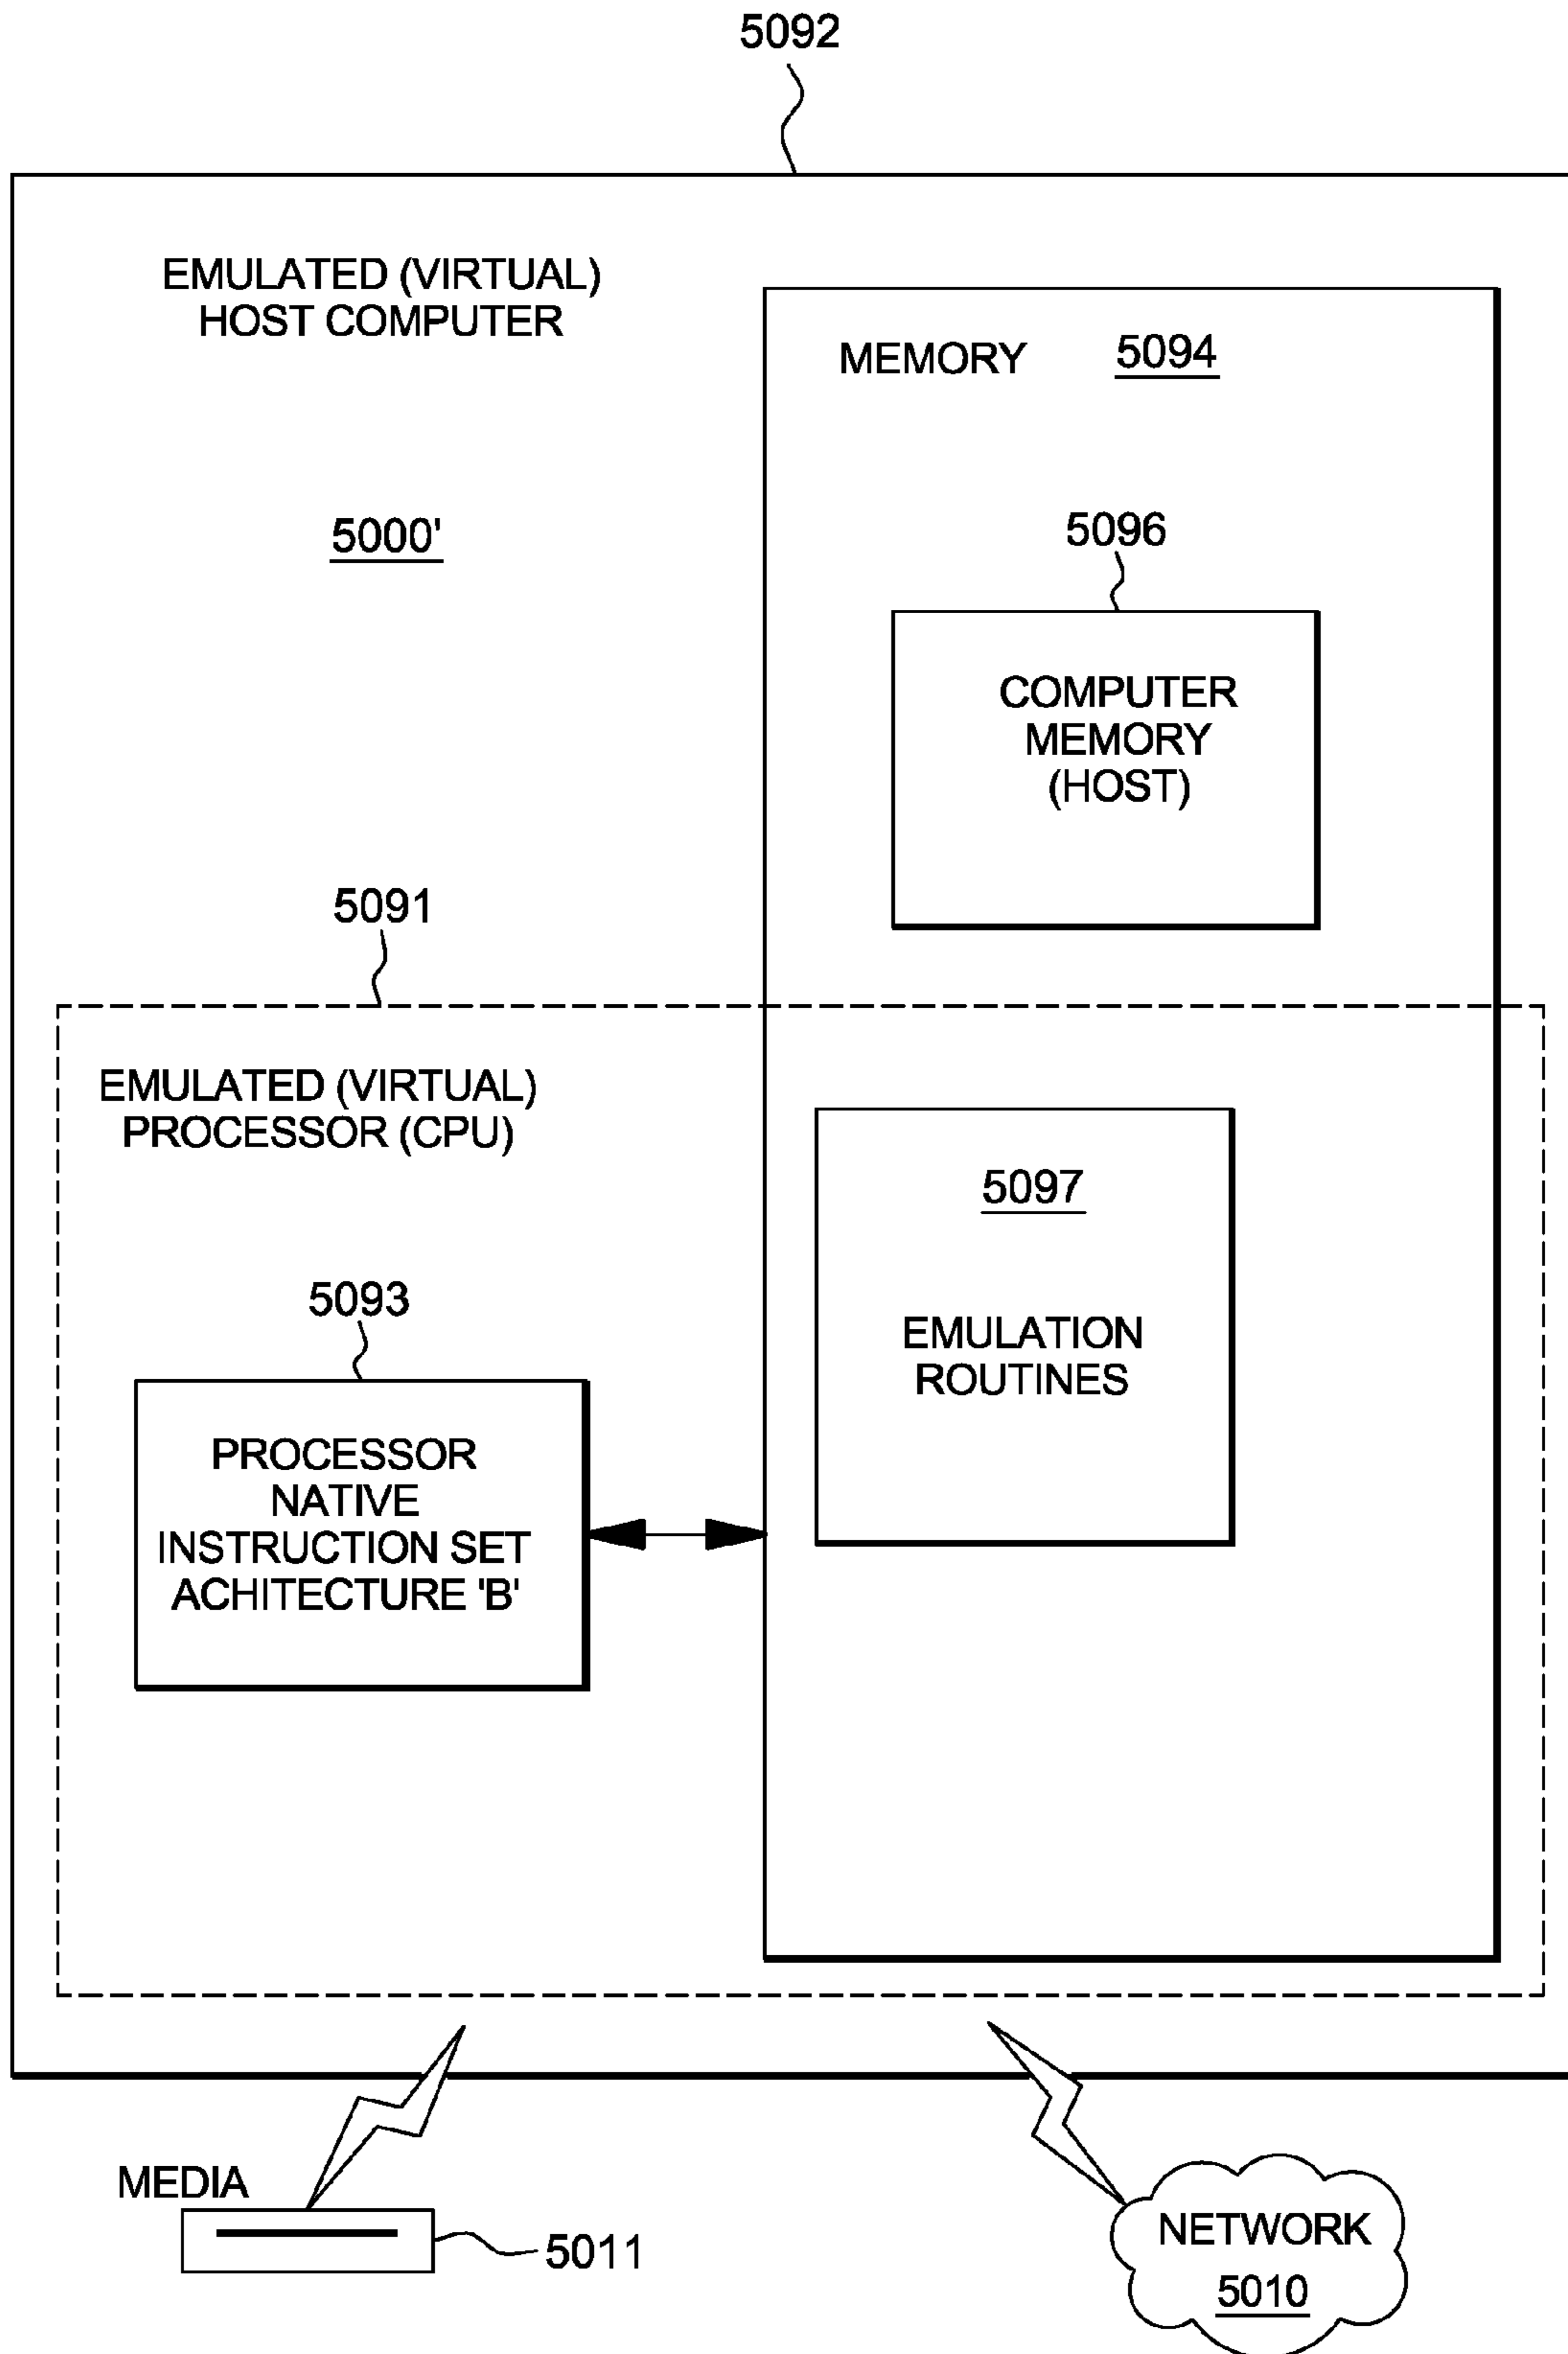 5092
EMULATED (VIRTUAL)
HOST COMPUTER
5000'
MEMORY 5094
5096
COMPUTER
MEMORY
(HOST)
5091
EMULATED (VIRTUAL)
PROCESSOR (CPU)
5097
EMULATION
ROUTINES
5093
PROCESSOR
NATIVE
INSTRUCTION SET
ACHITECTURE 'B'
MEDIA
5011
NETWORK
5010